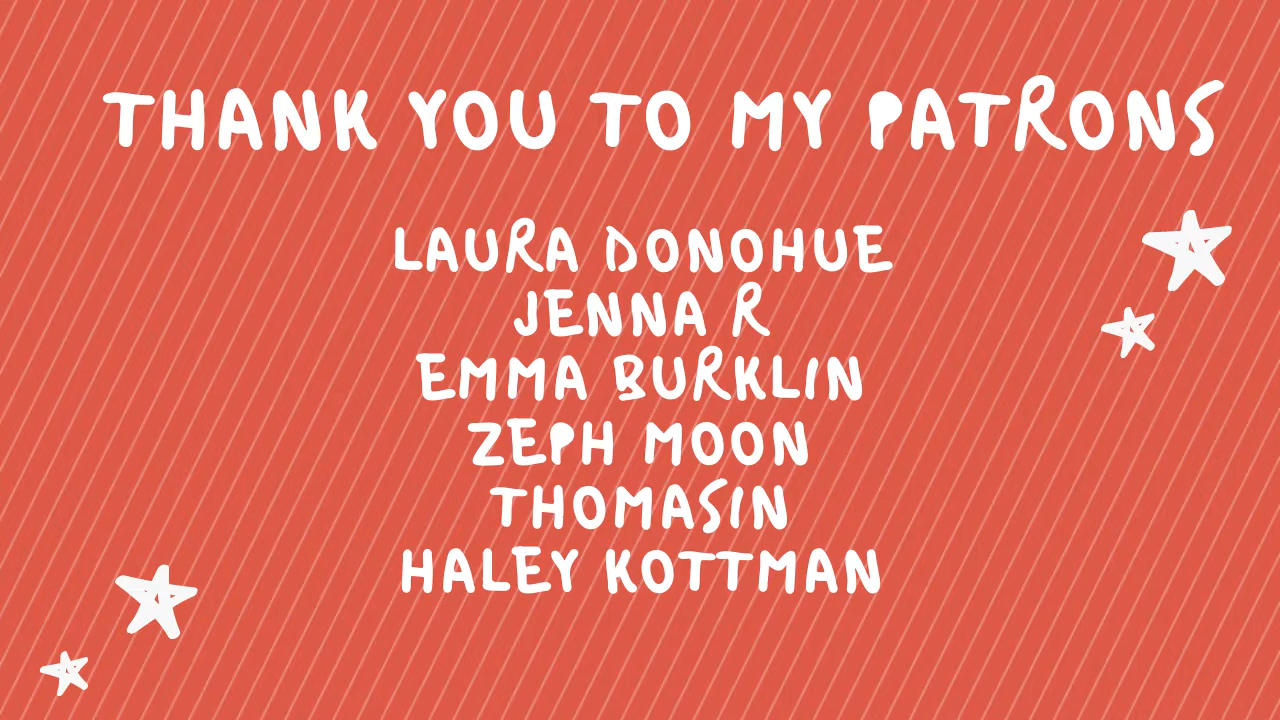 THANK YOU TO MY PATRONS
LAURA DONOHUE
JENNA R
EMMA BURKLIN
ZEPH MOON
THOMASIN
HALEY KOTTMAN